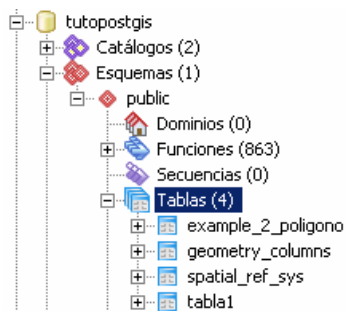 tutopostgis
Catálogos (2)
Esquemas (1)
public
Dominios (0)
Funciones (863)
Secuencias (0)
Tablas (4)
example_2_poligono
geometry_columns
spatial_ref_sys
tabla1